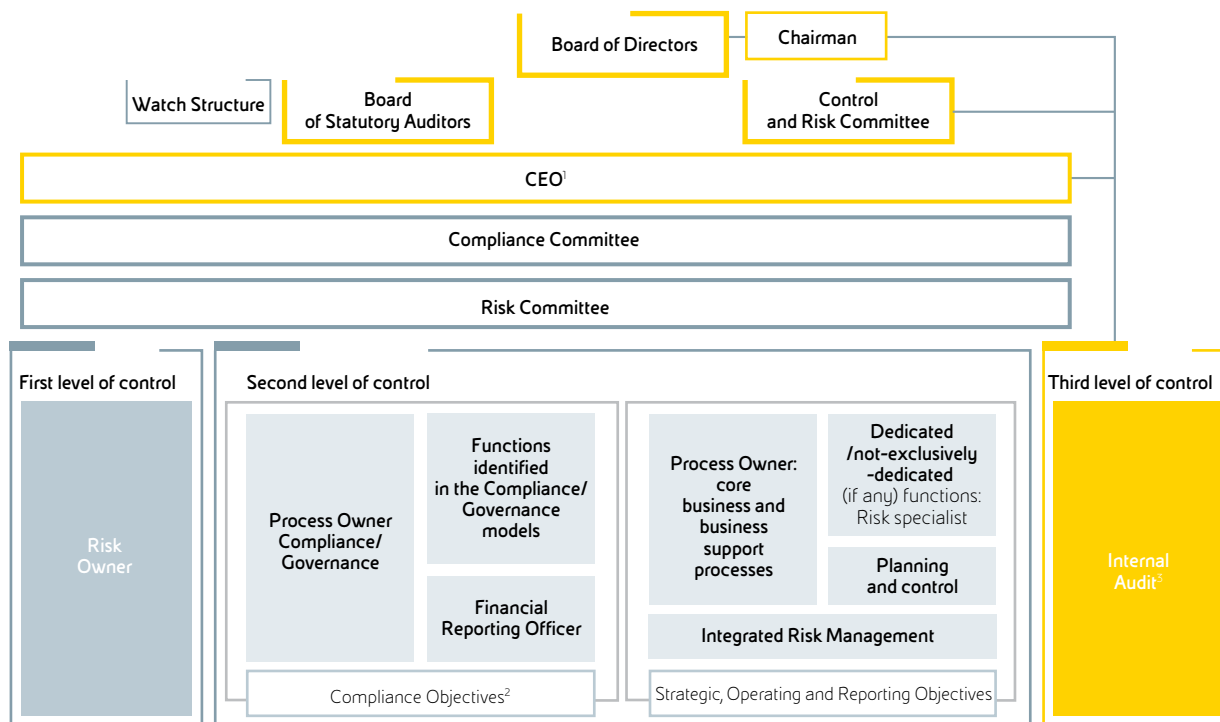 Board of Directors
Chairman
Watch Structure
Board
of Statutory Auditors
Control
and Risk Committee
CEO¹
Compliance Committee
Risk Committee
First level of control
Risk
Owner
Second level of control
Process Owner
Compliance/
Governance
Functions
identified
in the Compliance/
Governance
models
Financial
Reporting Officer
Compliance Objectives²
Process Owner:
core
business and
business
support
processes
Dedicated
/not-exclusively
-dedicated
(if any) functions:
Risk specialist
Planning
and control
Integrated Risk Management
Strategic, Operating and Reporting Objectives
Third level of control
Internal
Audit³